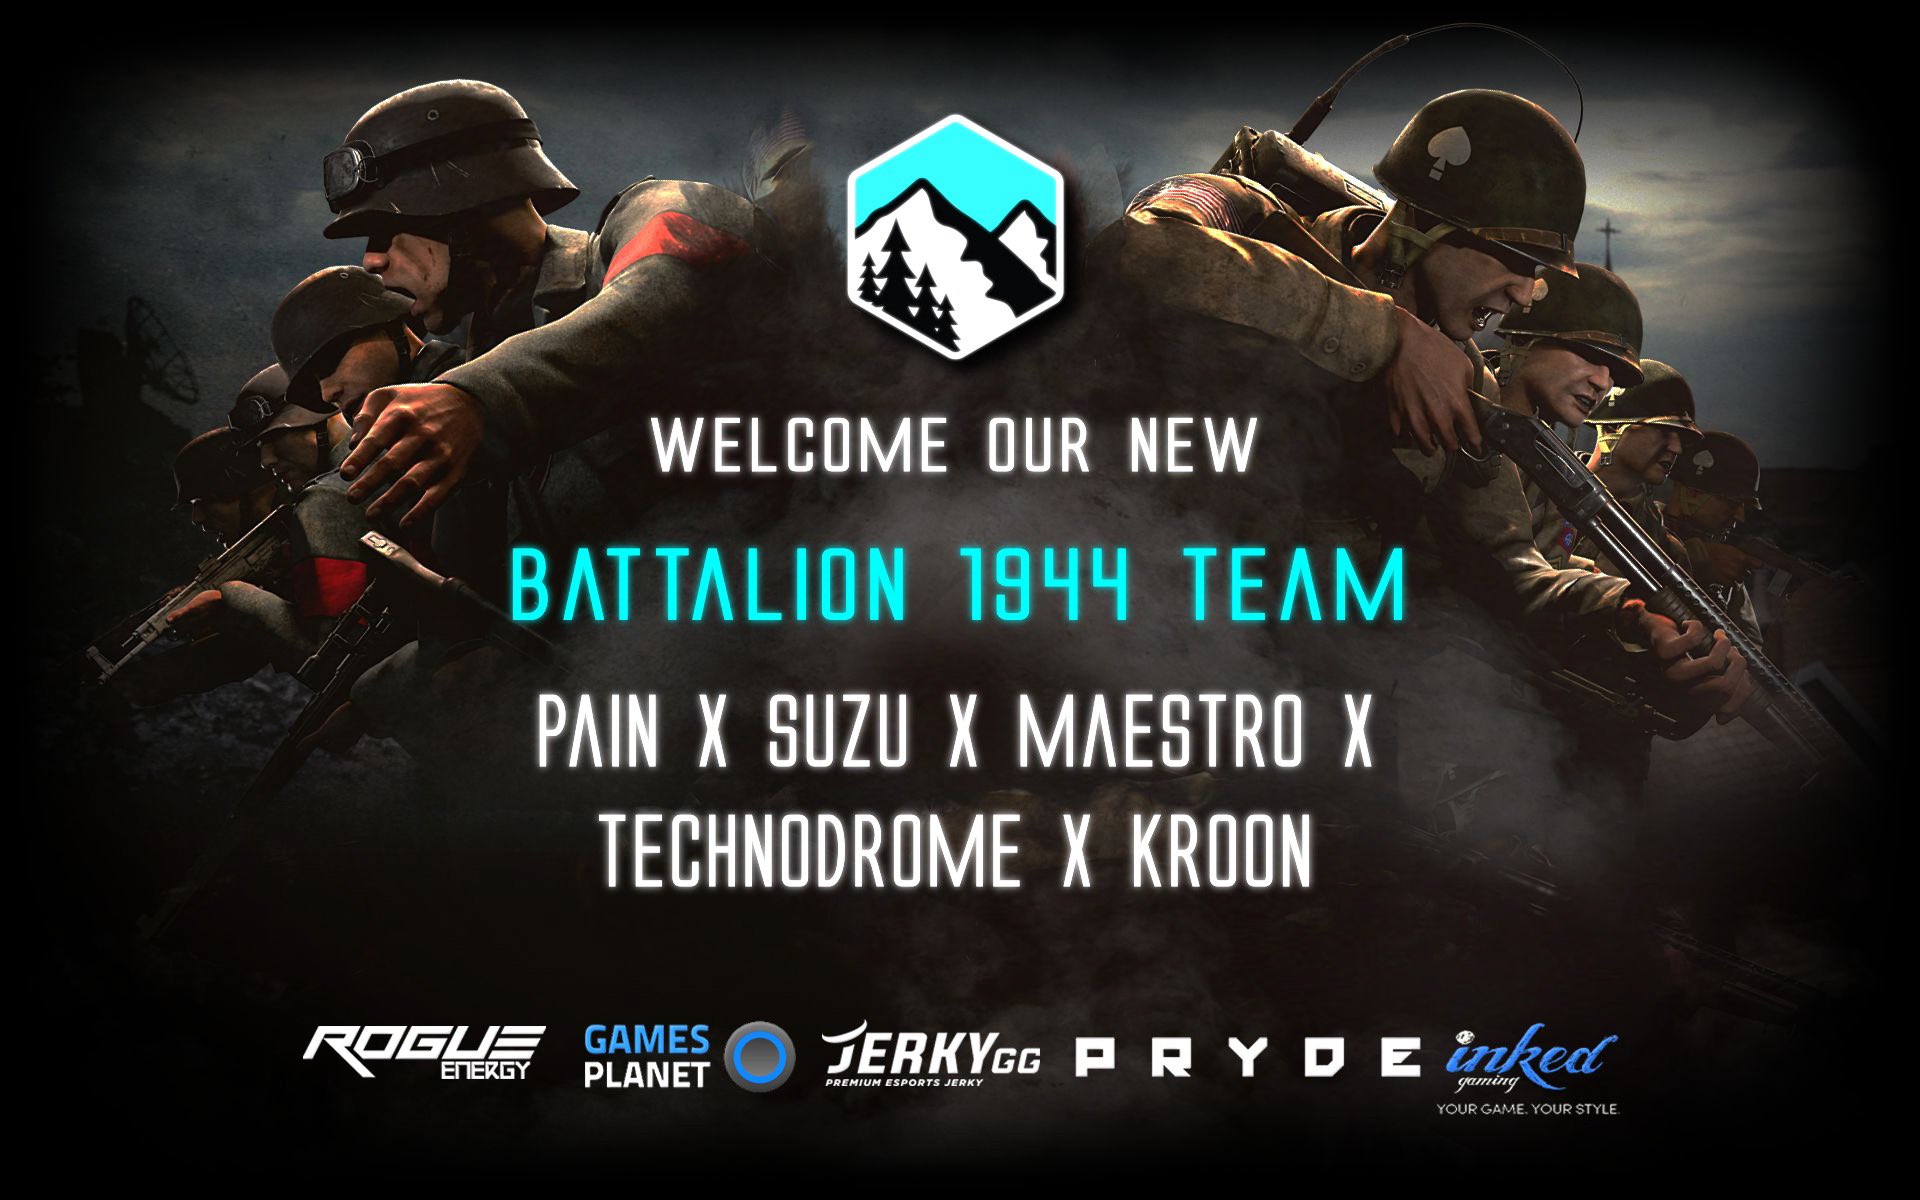 WELCOME OUR NEW
BATTALION 1944 TEAM
PAIN X SUZU X MAESTRO X
TECHNODROME X KROON
ROGUE
ENERGY
GAMES
PLANET
JERKYGG
PREMIUM ESPORTS JERKY
PRYDE
inked
gaming
YOUR GAME. YOUR STYLE.